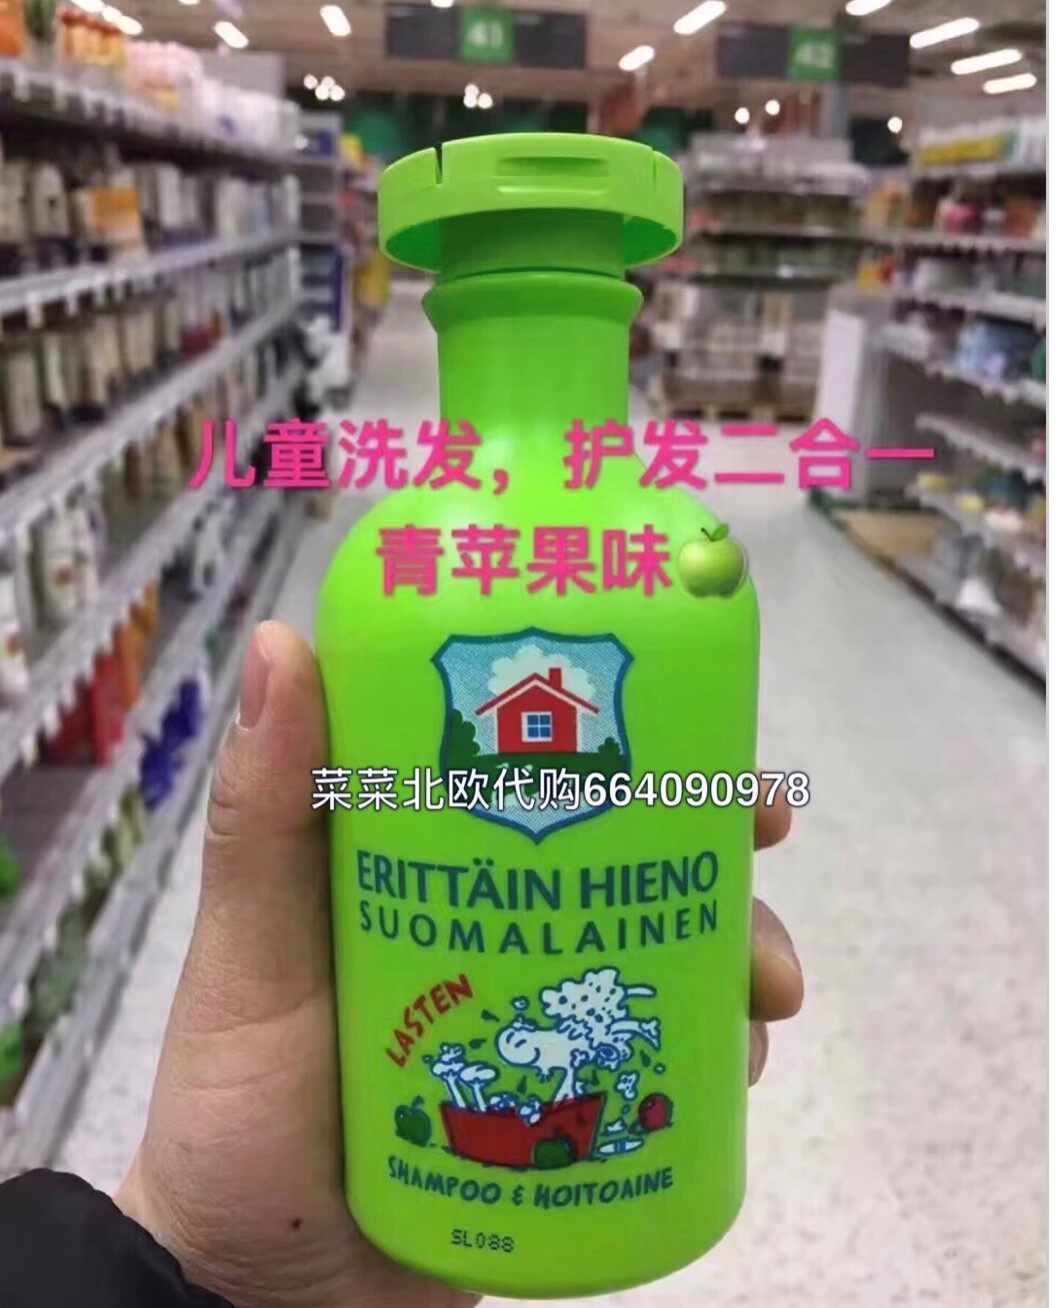 41
儿童洗发，护发二合一
青苹果味🍏
菜菜北欧代购664090978
ERITTÄIN HIENO
SUOMALAINEN
LASTEN
SHAMPOO & HOITOAINE
SL088